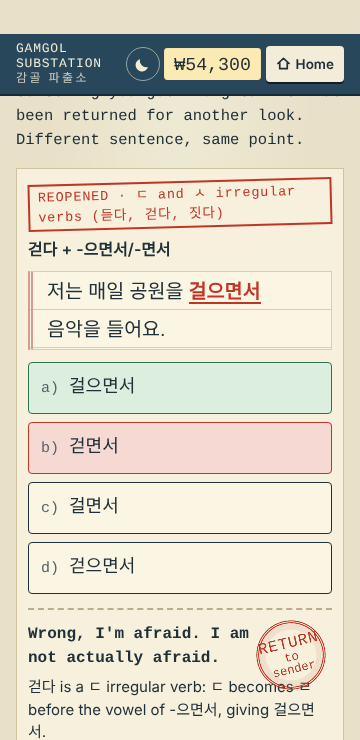 GAMGOL
SUBSTATION
감골 파출소
₩54,300
Home
been returned for another look.
Different sentence, same point.
REOPENED · ㄷ and ㅅ irregular
verbs (듣다, 걷다, 짓다)
걷다 + -으면서/-면서
저는 매일 공원을 걸으면서
음악을 들어요.
a) 걸으면서
b) 걷면서
c) 걸면서
d) 걷으면서
Wrong, I'm afraid. I am
not actually afraid.
RETURN
to
sender
걷다 is a ㄷ irregular verb: ㄷ becomes ㄹ
before the vowel of -으면서, giving 걸으면
서.